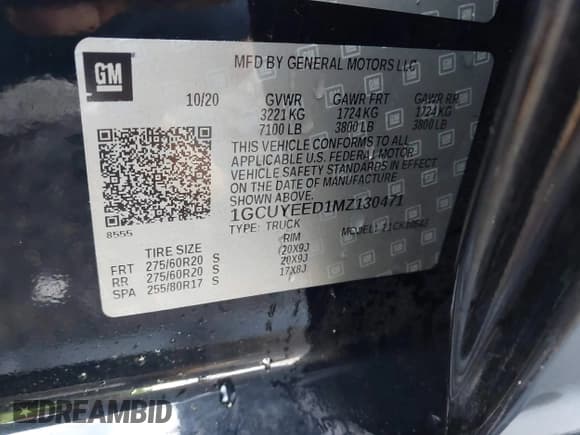 GM
MFD BY GENERAL MOTORS LLC
10/20 GVWR GAWR FRT GAWR RR
3221 KG 1724 KG 1724 KG
7100 LB 3800 LB 3800 LB
THIS VEHICLE CONFORMS TO ALL
APPLICABLE U.S. FEDERAL MOTOR
VEHICLE SAFETY STANDARDS IN EFFECT
ON THE DATE OF MANUFACTURE
1GCUYEED1MZ130471
8555
TYPE: TRUCK MODEL:
TIRE SIZE RIM
FRT 275/60R20 S 20X9J
RR 275/60R20 S 20X9J
SPA 255/80R17 S 17X8J
DREAMBID